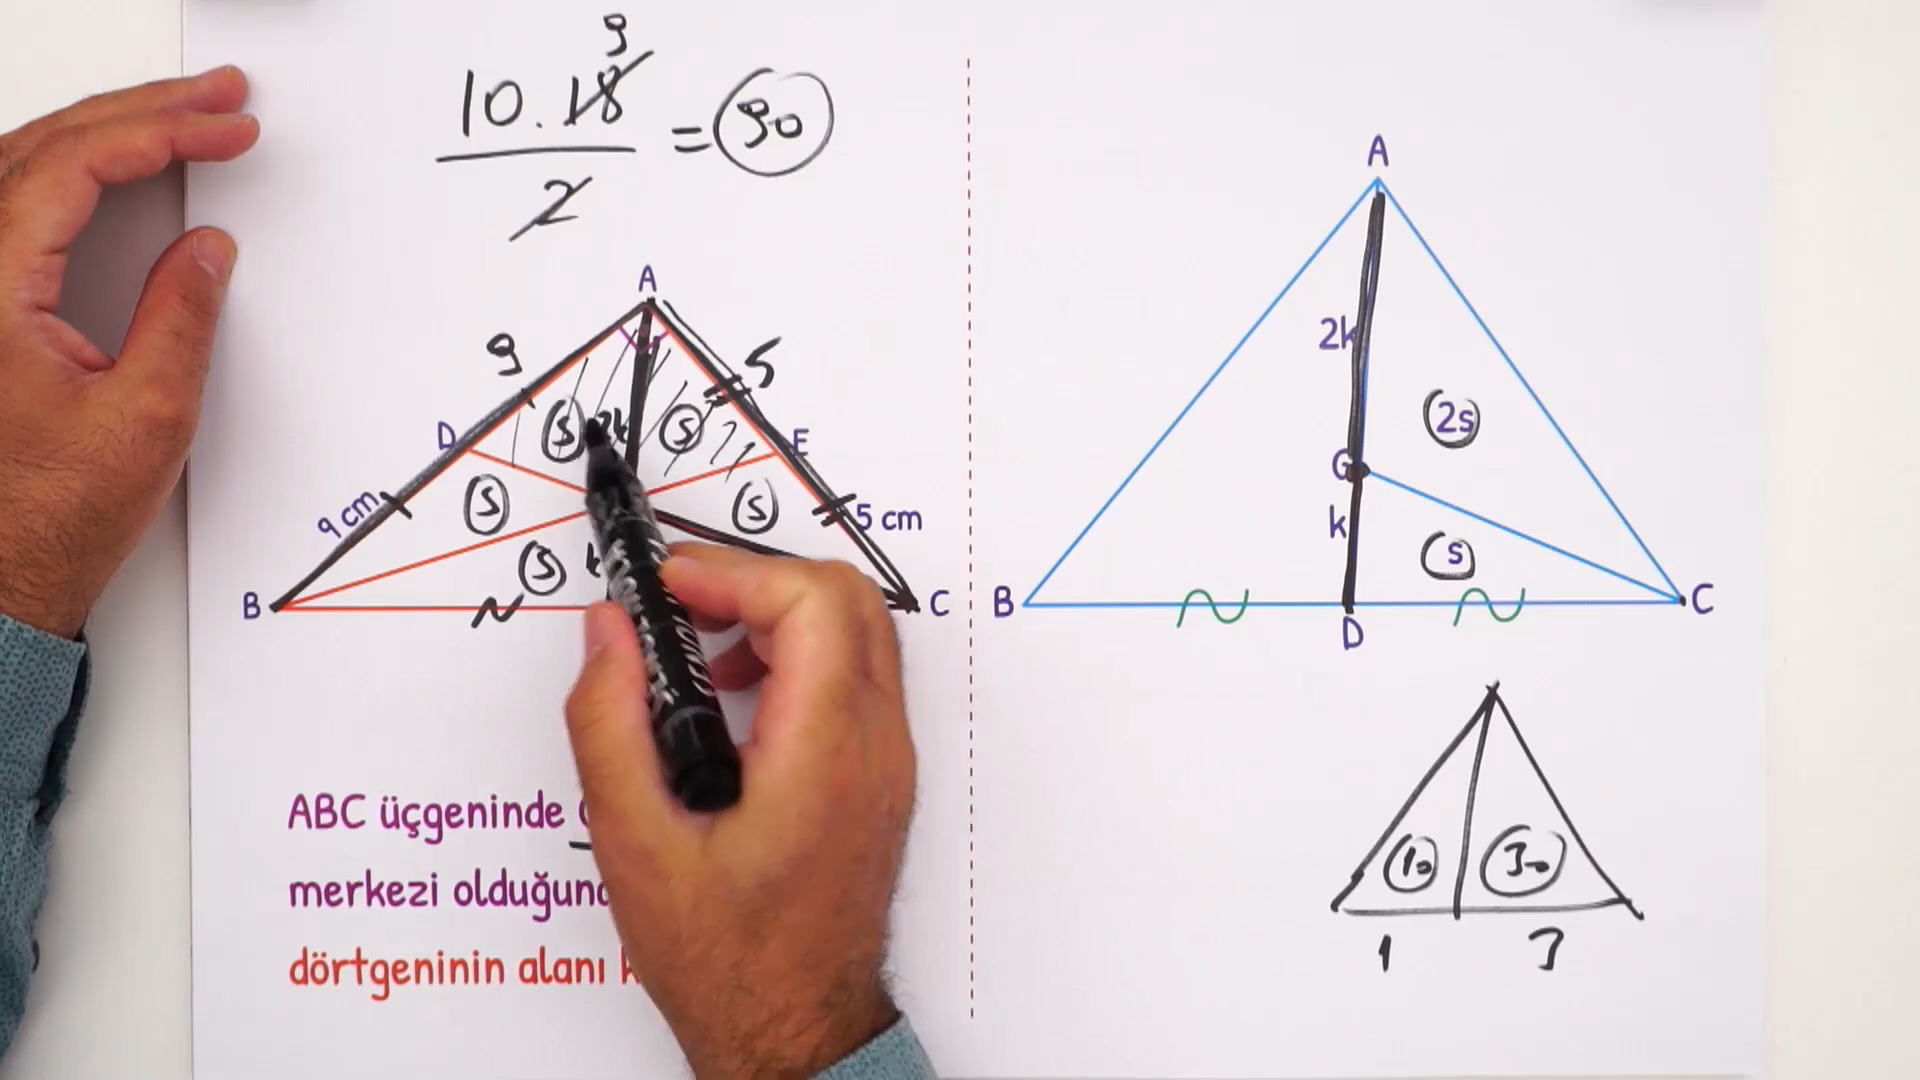 9
10.18
2
= 90
A
9
5
D
E
S
2k
S
9 cm
S
S
5 cm
S
k
B
C
ABC üçgeninde
merkezi
dörtgeninin alanı
A
2k
2s
G
k
s
B
D
C
10
30
1
3